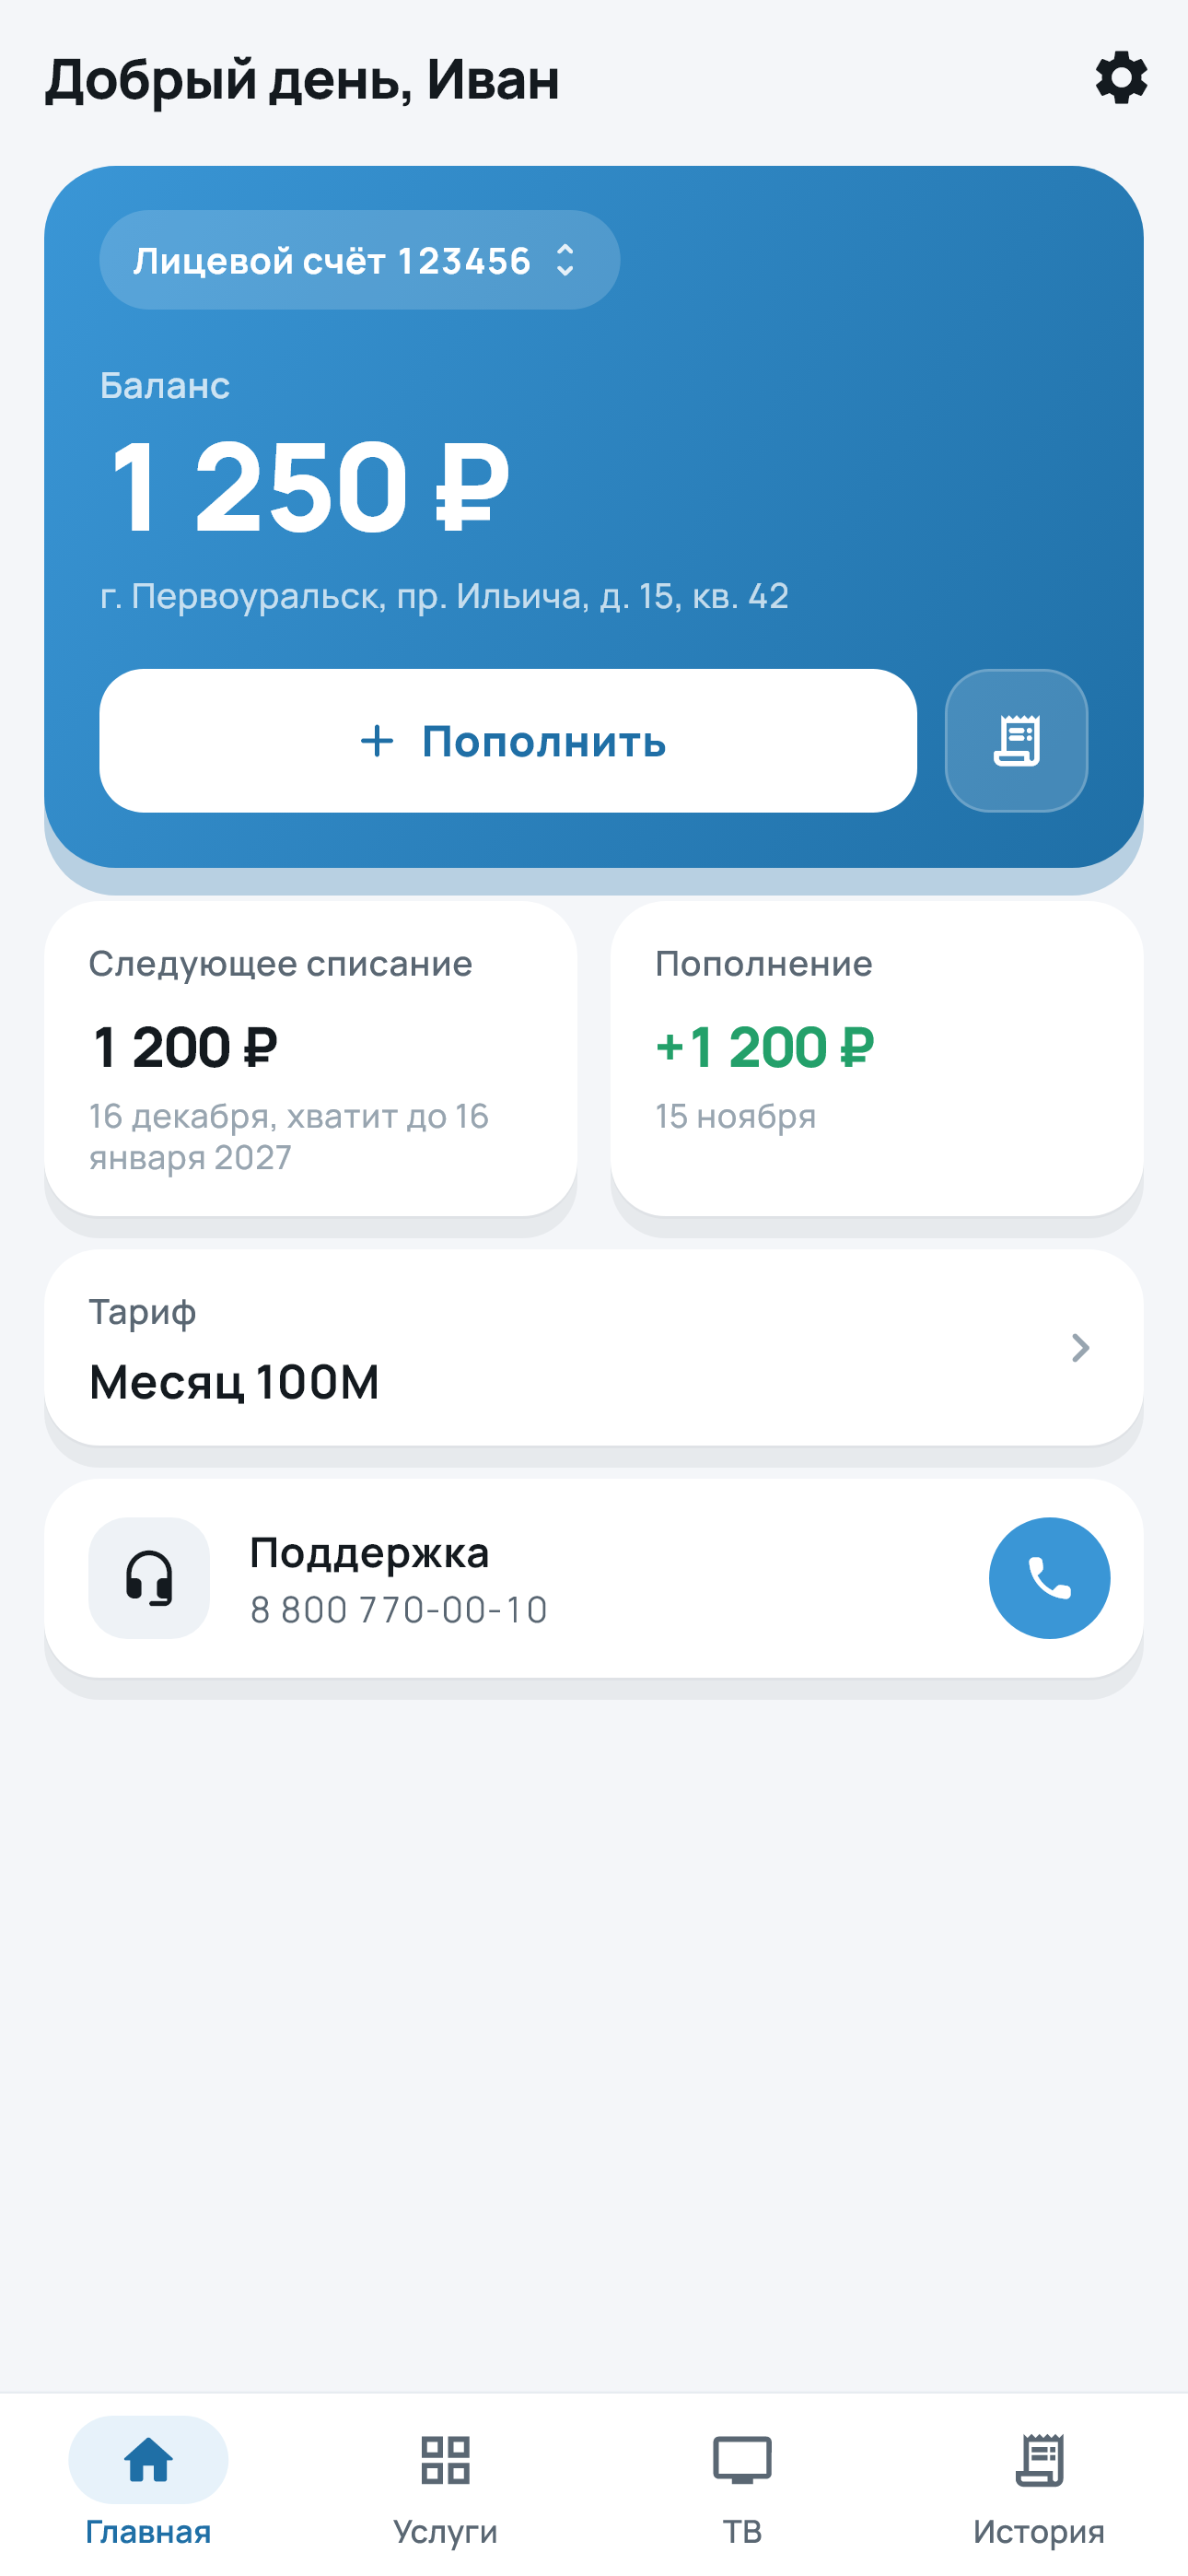 Добрый день, Иван
Лицевой счёт 123456
Баланс
1 250 ₽
г. Первоуральск, пр. Ильича, д. 15, кв. 42
+ Пополнить
Следующее списание
1 200 ₽
16 декабря, хватит до 16
января 2027
Пополнение
+1 200 ₽
15 ноября
Тариф
Месяц 100М
Поддержка
8 800 770-00-10
Главная
Услуги
ТВ
История